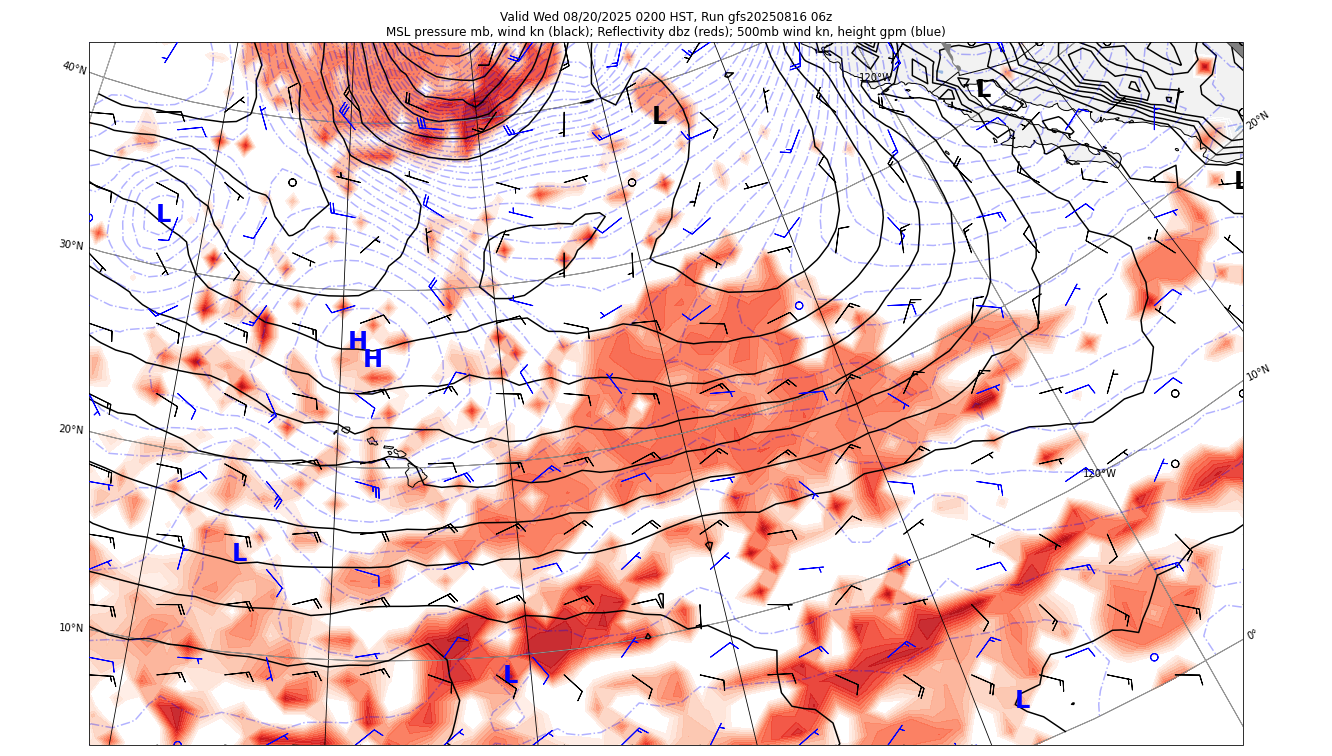 Valid Wed 08/20/2025 0200 HST, Run gfs20250816 06z
MSL pressure mb, wind kn (black); Reflectivity dbz (reds); 500mb wind kn, height gpm (blue)
40°N
120°W
L
L
20°N
L
L
30°N
H
H
10°N
20°N
120°W
L
10°N
0°
L
L